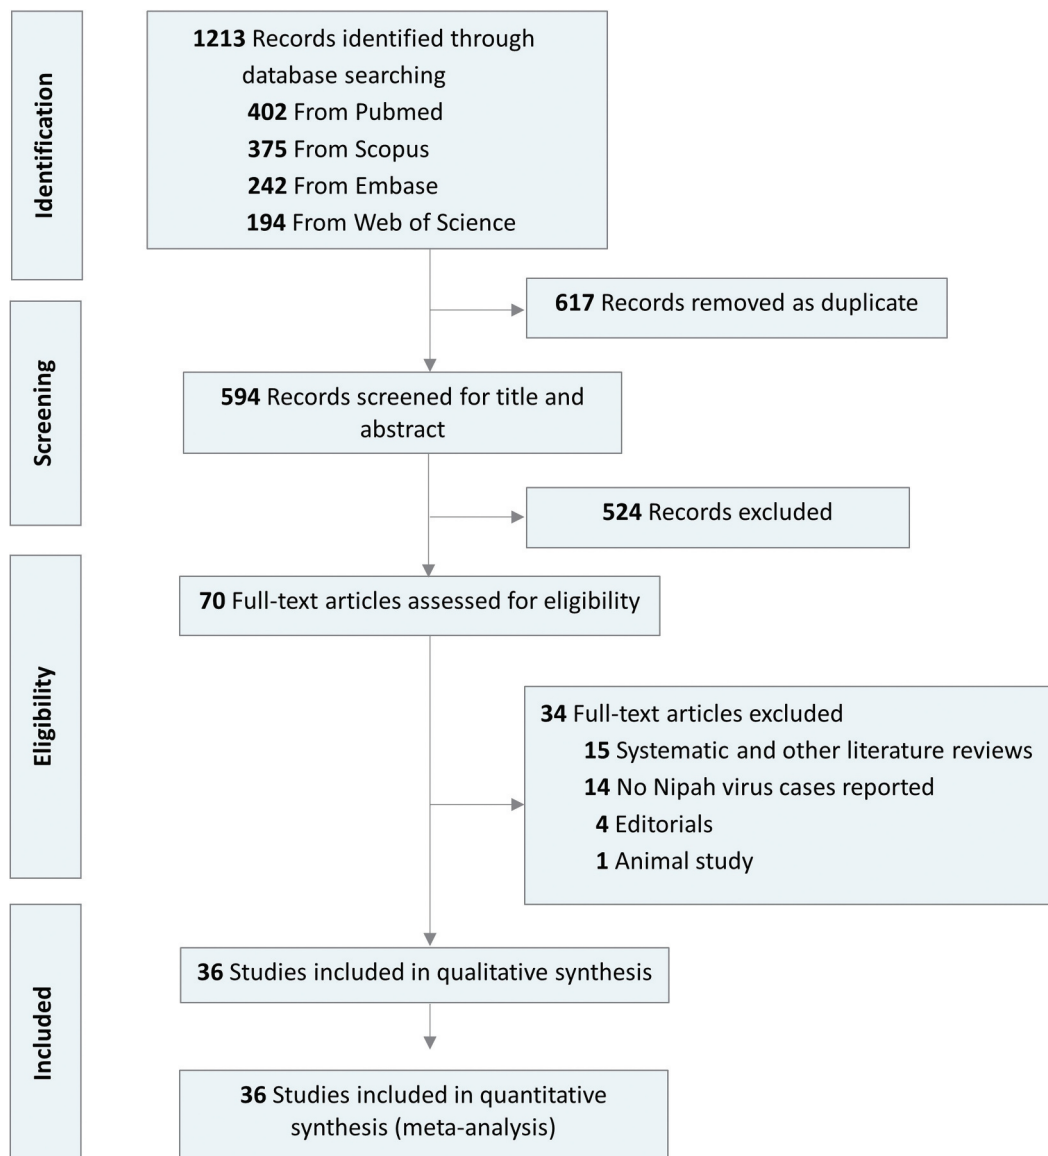 Identification
1213 Records identified through
database searching
402 From Pubmed
375 From Scopus
242 From Embase
194 From Web of Science
617 Records removed as duplicate
Screening
594 Records screened for title and
abstract
524 Records excluded
Eligibility
70 Full-text articles assessed for eligibility
34 Full-text articles excluded
15 Systematic and other literature reviews
14 No Nipah virus cases reported
4 Editorials
1 Animal study
Included
36 Studies included in qualitative synthesis
36 Studies included in quantitative
synthesis (meta-analysis)